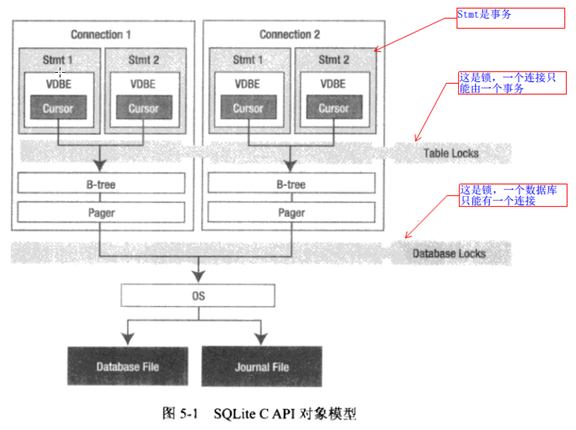 Connection 1
Connection 2
Stmt是事务
Stmt 1
Stmt 2
Stmt 1
Stmt 2
VDBE
VDBE
VDBE
VDBE
Cursor
Cursor
Cursor
Cursor
这是锁，一个连接只
能由一个事务
Table Locks
B-tree
B-tree
这是锁，一个数据库
只能有一个连接
Pager
Pager
Database Locks
OS
Database File
Journal File
图 5-1 SQLite C API 对象模型